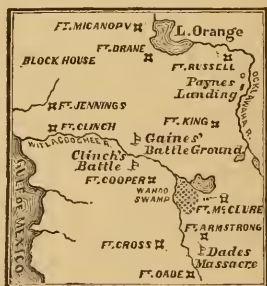 FT. MICANOPY
L. Orange
FT. DRANE
BLOCK HOUSE
FT. RUSSELL
Paynes
Landing
OCKLAWAHA R.
FT. JENNINGS
FT. KING
FT. CLINCH
Gaines'
Battle Ground
WITLACOOCHEE R.
Clinch's
Battle
FT. COOPER
WAHOO
SWAMP
FT. McCLURE
FT. ARMSTRONG
GULF OF MEXICO
FT. CROSS
Dades
Massacre
FT. DADE